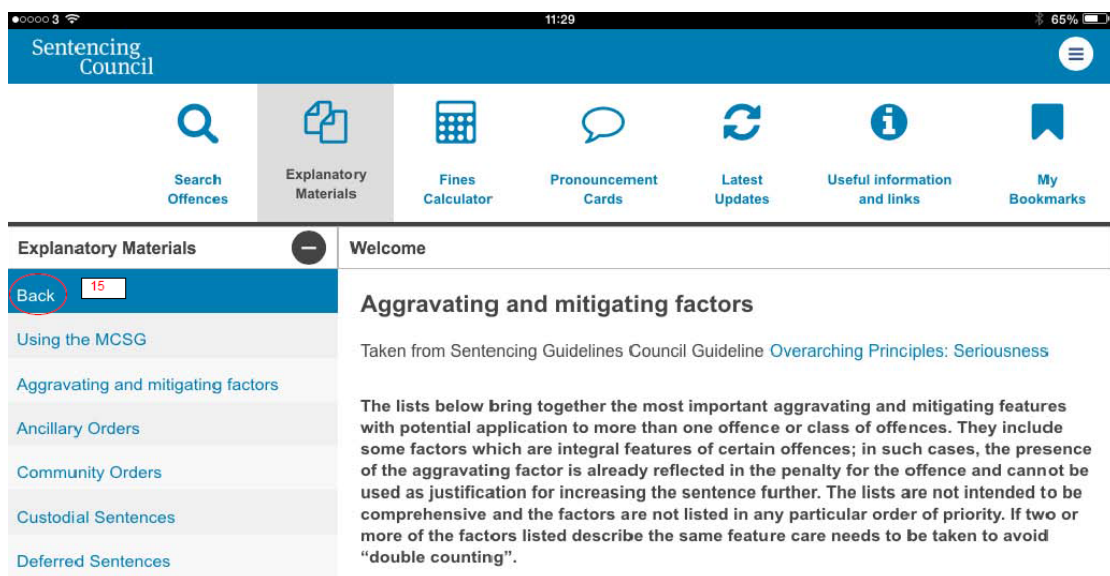 3 11:29 65%
Sentencing
Council
Search
Offences
Explanatory
Materials
Fines
Calculator
Pronouncement
Cards
Latest
Updates
Useful information
and links
My
Bookmarks
Explanatory Materials
Welcome
Back
15
Using the MCSG
Aggravating and mitigating factors
Ancillary Orders
Community Orders
Custodial Sentences
Deferred Sentences
Aggravating and mitigating factors
Taken from Sentencing Guidelines Council Guideline Overarching Principles: Seriousness
The lists below bring together the most important aggravating and mitigating features
with potential application to more than one offence or class of offences. They include
some factors which are integral features of certain offences; in such cases, the presence
of the aggravating factor is already reflected in the penalty for the offence and cannot be
used as justification for increasing the sentence further. The lists are not intended to be
comprehensive and the factors are not listed in any particular order of priority. If two or
more of the factors listed describe the same feature care needs to be taken to avoid
“double counting”.